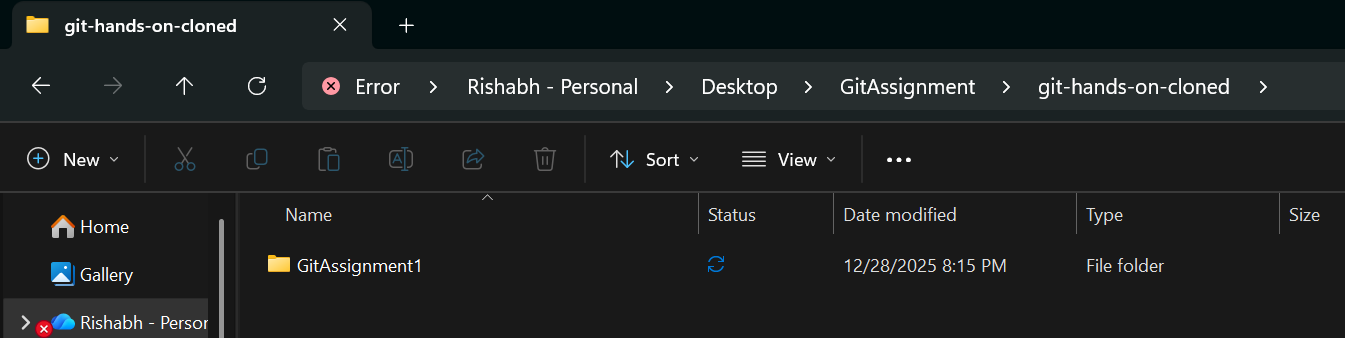 git-hands-on-cloned
Error > Rishabh - Personal > Desktop > GitAssignment > git-hands-on-cloned >
New Sort View
Name Status Date modified Type Size
Home
GitAssignment1 12/28/2025 8:15 PM File folder
Gallery
Rishabh - Person